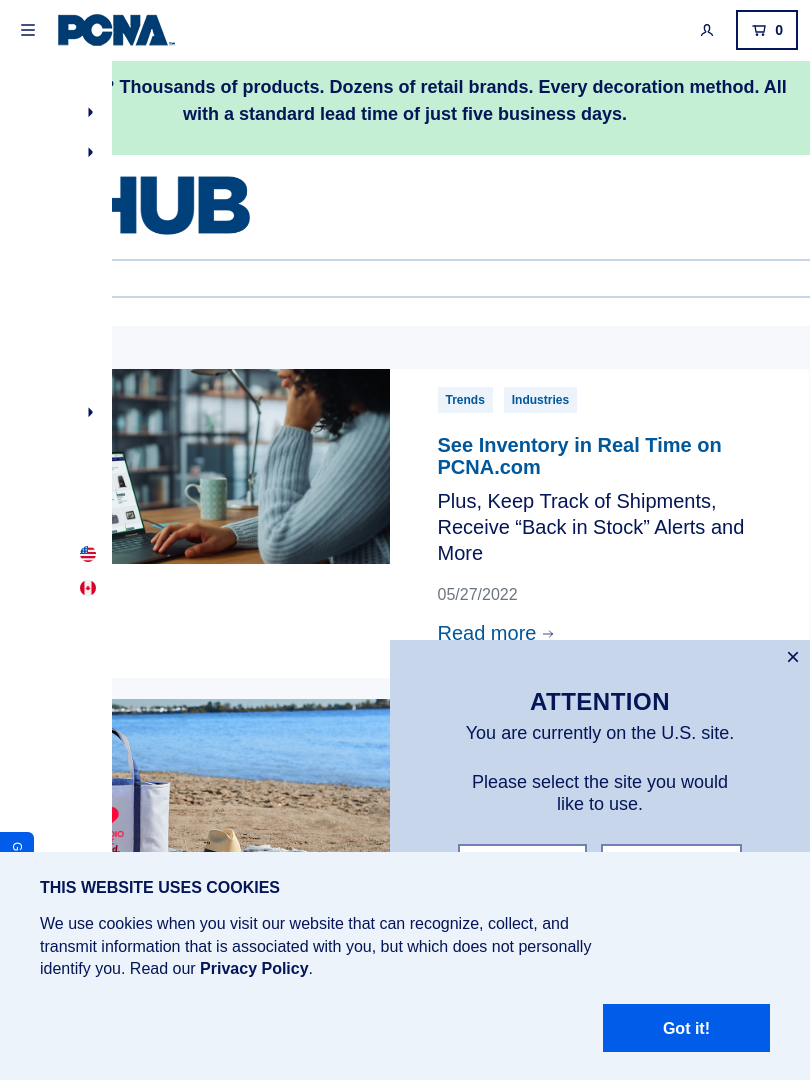 PCNA
0
? Thousands of products. Dozens of retail brands. Every decoration method. All
with a standard lead time of just five business days.
HUB
Trends Industries
See Inventory in Real Time on
PCNA.com
Plus, Keep Track of Shipments,
Receive “Back in Stock” Alerts and
More
05/27/2022
Read more
ATTENTION
You are currently on the U.S. site.
Please select the site you would
like to use.
G
THIS WEBSITE USES COOKIES
We use cookies when you visit our website that can recognize, collect, and
transmit information that is associated with you, but which does not personally
identify you. Read our Privacy Policy.
Got it!